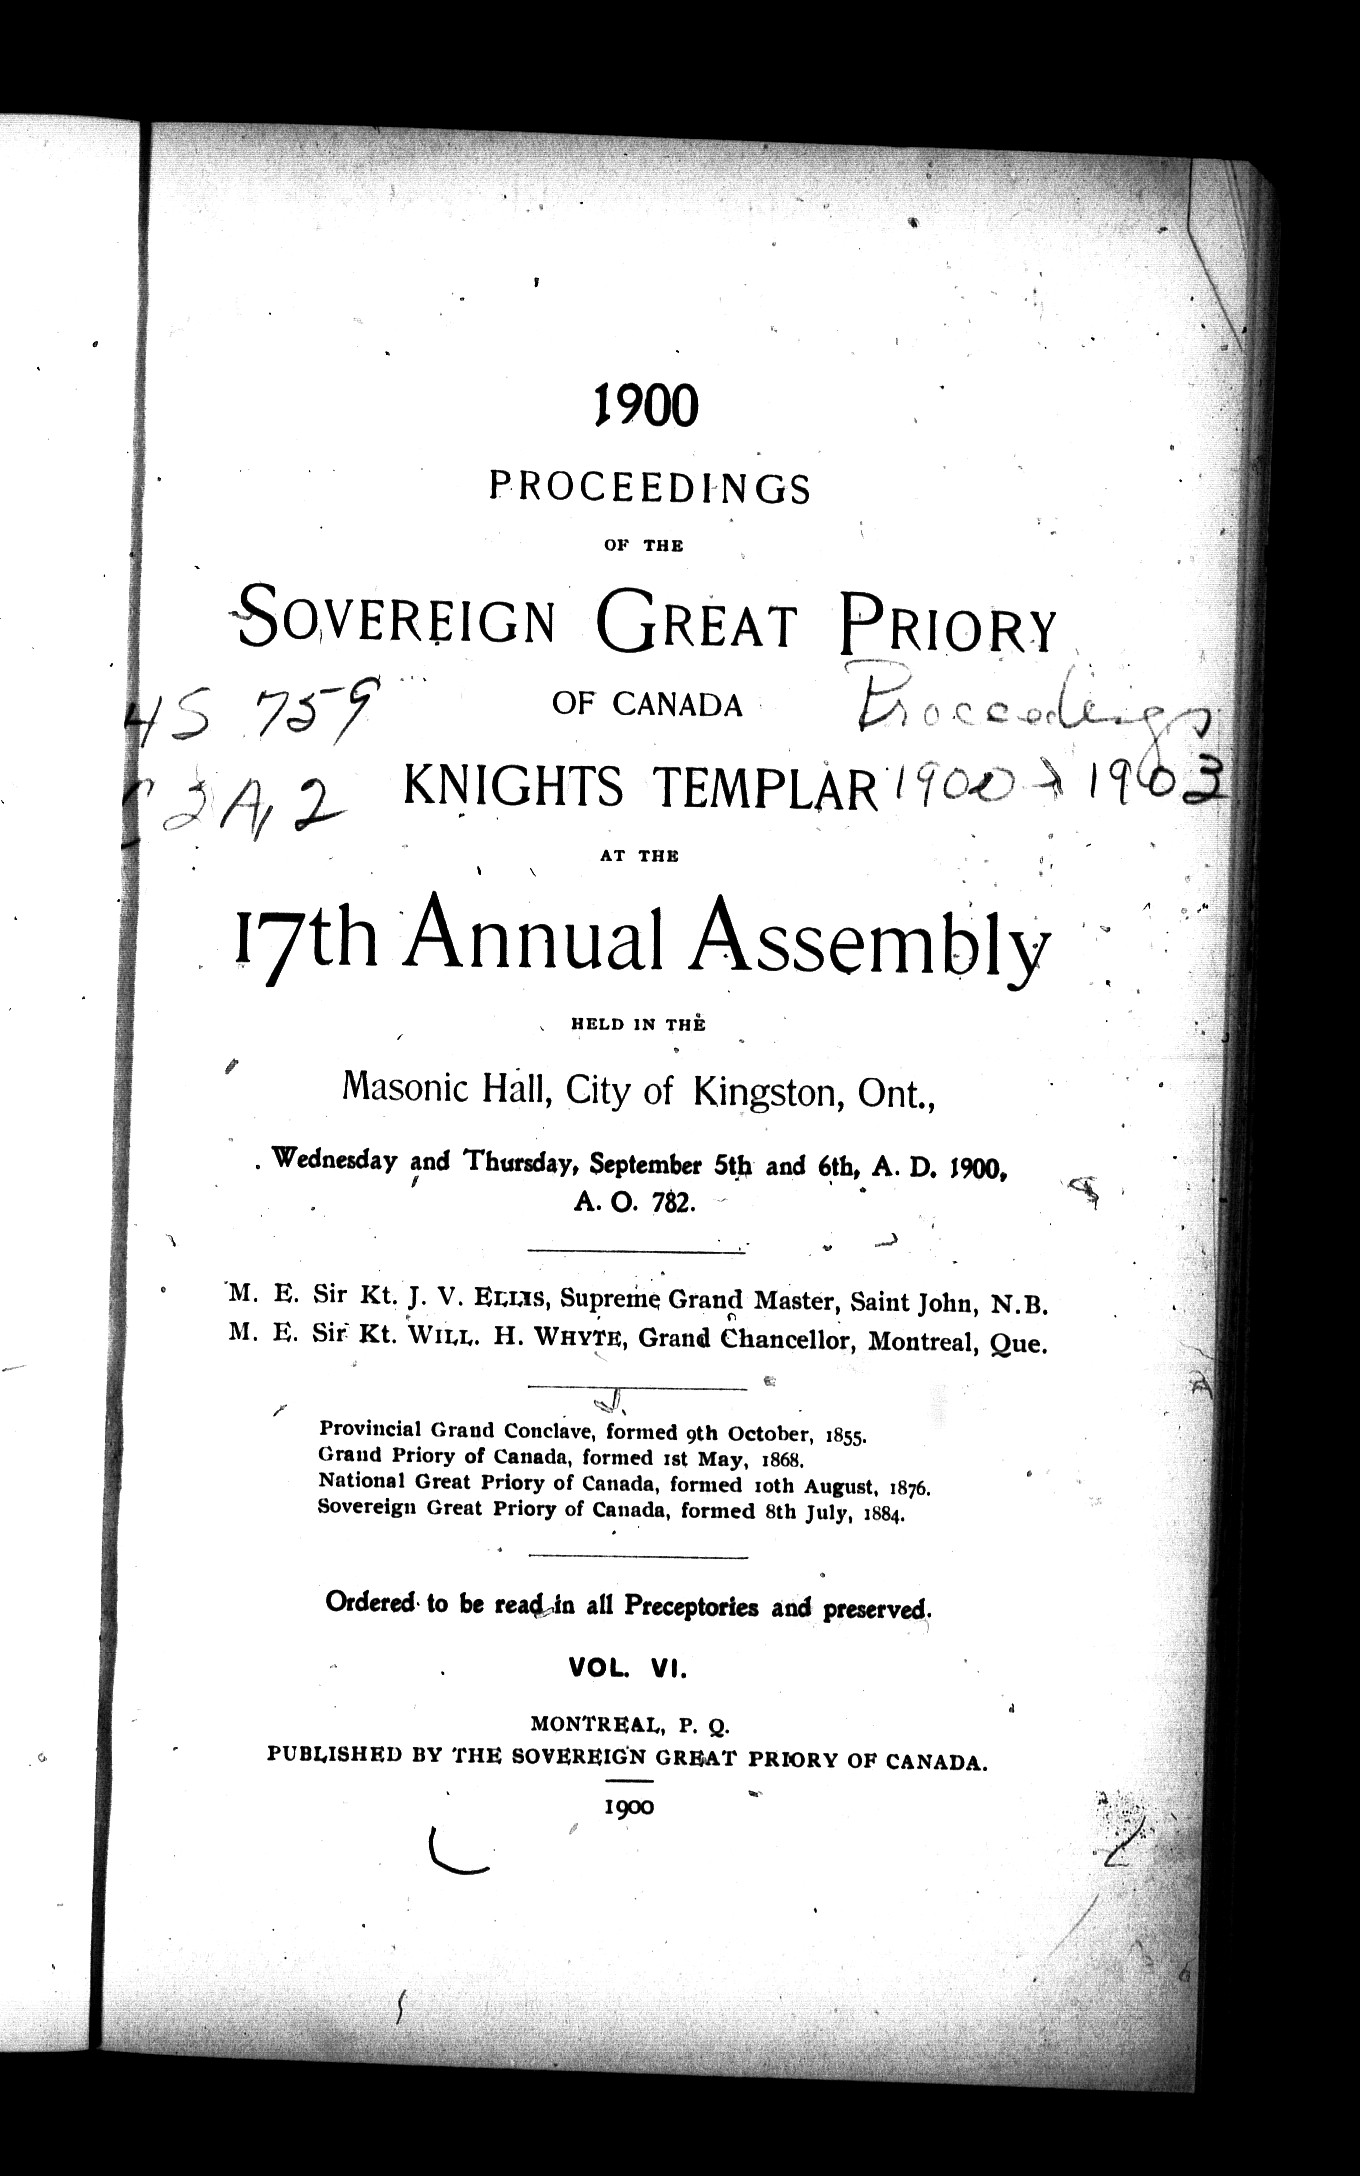 1900
PROCEEDINGS
OF THE
SOVEREIGN GREAT PRIORY
HS 759 OF CANADA Proceedings
C3A2 KNIGHTS TEMPLAR 1900-1903
AT THE
17th Annual Assembly
HELD IN THE
Masonic Hall, City of Kingston, Ont.,
Wednesday and Thursday, September 5th and 6th, A. D. 1900,
A. O. 782.
M. E. Sir Kt. J. V. ELLIS, Supreme Grand Master, Saint John, N.B.
M. E. Sir Kt. WILL. H. WHYTE, Grand Chancellor, Montreal, Que.
Provincial Grand Conclave, formed 9th October, 1855.
Grand Priory of Canada, formed 1st May, 1868.
National Great Priory of Canada, formed 10th August, 1876.
Sovereign Great Priory of Canada, formed 8th July, 1884.
Ordered to be read in all Preceptories and preserved.
VOL. VI.
MONTREAL, P. Q.
PUBLISHED BY THE SOVEREIGN GREAT PRIORY OF CANADA.
1900